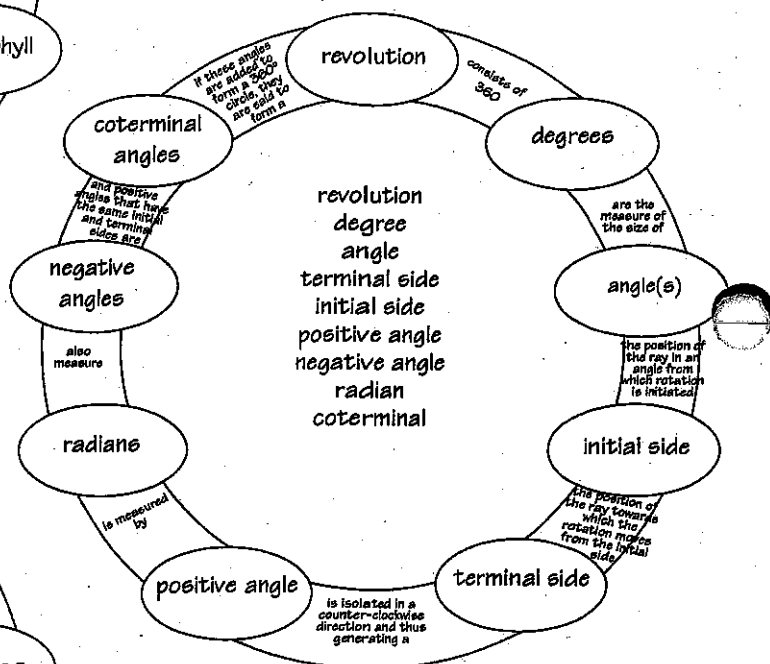 hyll
revolution
consists of
360
degrees
are the
measure of
the size of
angle(s)
the position of
the ray in an
angle from
which rotation
is initiated
initial side
the position of
the ray towards
which the
rotation moves
from the initial
side
terminal side
is isolated in a
counter-clockwise
direction and thus
generating a
positive angle
is measured
by
radians
also
measure
negative
angles
and positive
angles that have
the same initial
and terminal
sides are
coterminal
angles
if these angles
are added to
form a 360°
circle, they
are said to
form a
revolution
degree
angle
terminal side
initial side
positive angle
negative angle
radian
coterminal